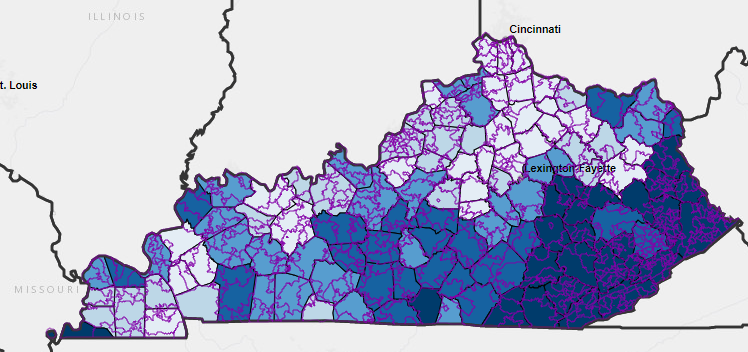 ILLINOIS
Cincinnati
t. Louis
Lexington Fayette
MISSOURI